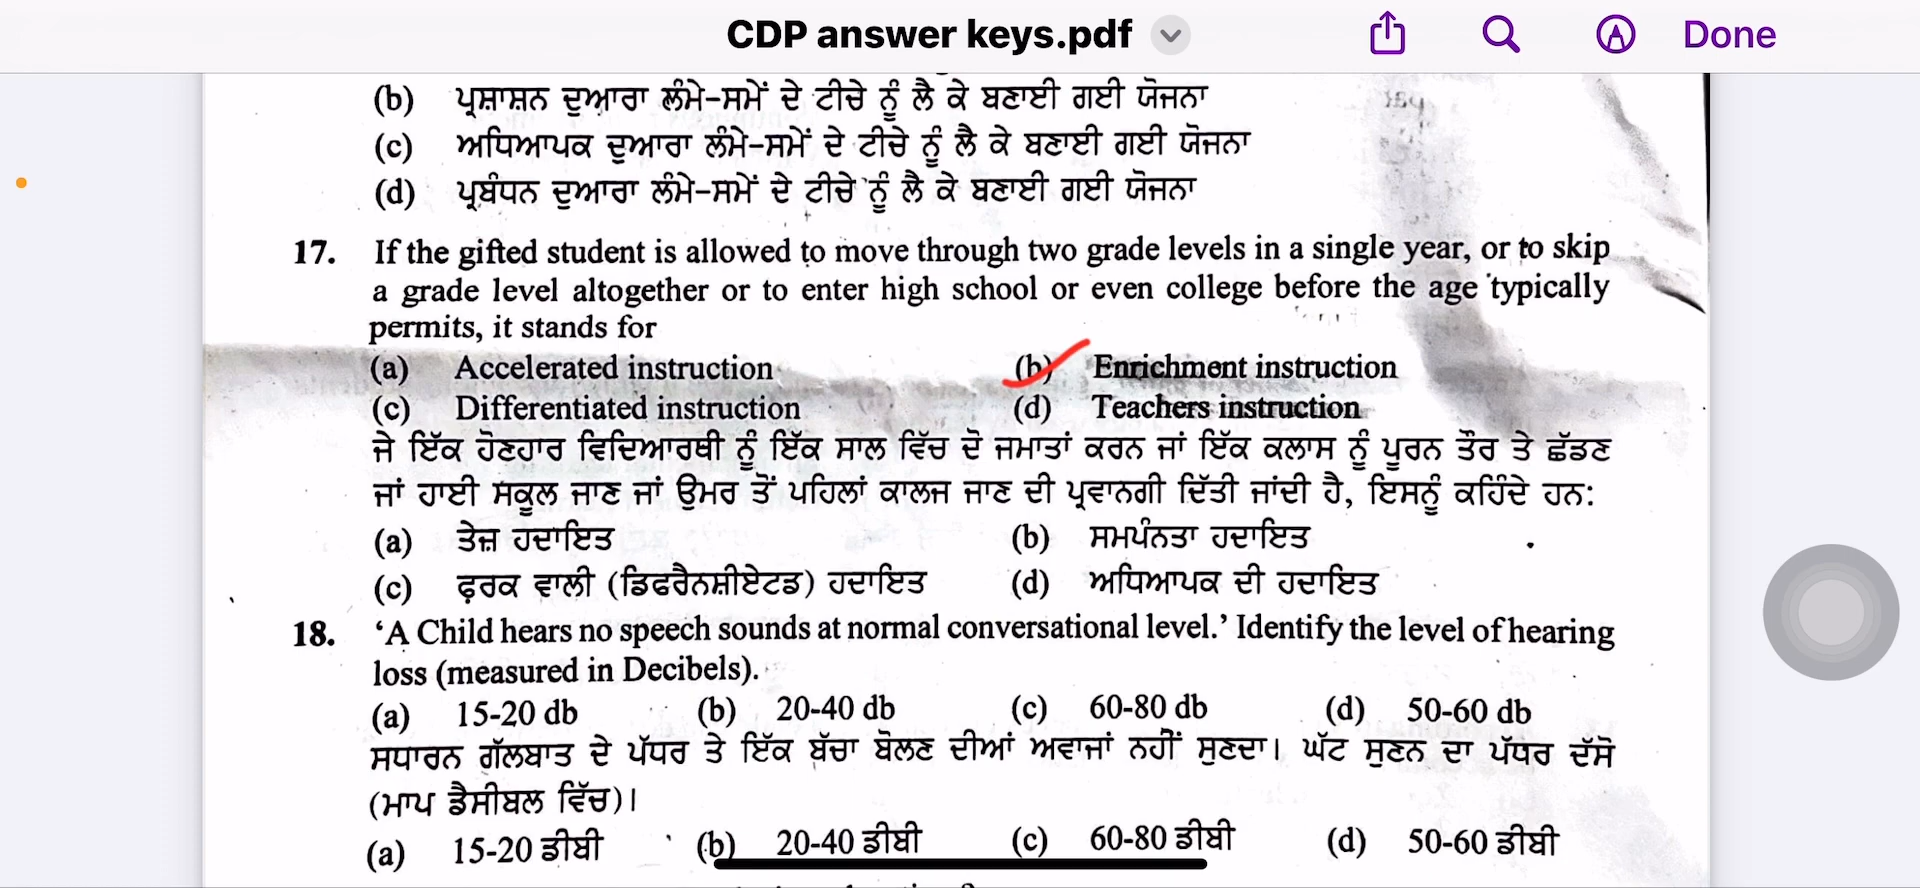 CDP answer keys.pdf
Done
(b) ਪ੍ਰਸ਼ਾਸ਼ਨ ਦੁਆਰਾ ਲੰਮੇ-ਸਮੇਂ ਦੇ ਟੀਚੇ ਨੂੰ ਲੈ ਕੇ ਬਣਾਈ ਗਈ ਯੋਜਨਾ
(c) ਅਧਿਆਪਕ ਦੁਆਰਾ ਲੰਮੇ-ਸਮੇਂ ਦੇ ਟੀਚੇ ਨੂੰ ਲੈ ਕੇ ਬਣਾਈ ਗਈ ਯੋਜਨਾ
(d) ਪ੍ਰਬੰਧਨ ਦੁਆਰਾ ਲੰਮੇ-ਸਮੇਂ ਦੇ ਟੀਚੇ ਨੂੰ ਲੈ ਕੇ ਬਣਾਈ ਗਈ ਯੋਜਨਾ
17. If the gifted student is allowed to move through two grade levels in a single year, or to skip
a grade level altogether or to enter high school or even college before the age typically
permits, it stands for
(a) Accelerated instruction (b) Enrichment instruction
(c) Differentiated instruction (d) Teachers instruction
ਜੇ ਇੱਕ ਹੋਣਹਾਰ ਵਿਦਿਆਰਥੀ ਨੂੰ ਇੱਕ ਸਾਲ ਵਿੱਚ ਦੋ ਜਮਾਤਾਂ ਕਰਨ ਜਾਂ ਇੱਕ ਕਲਾਸ ਨੂੰ ਪੂਰਨ ਤੌਰ ਤੇ ਛੱਡਣ
ਜਾਂ ਹਾਈ ਸਕੂਲ ਜਾਣ ਜਾਂ ਉਮਰ ਤੋਂ ਪਹਿਲਾਂ ਕਾਲਜ ਜਾਣ ਦੀ ਪ੍ਰਵਾਨਗੀ ਦਿੱਤੀ ਜਾਂਦੀ ਹੈ, ਇਸਨੂੰ ਕਹਿੰਦੇ ਹਨ:
(a) ਤੇਜ਼ ਹਦਾਇਤ (b) ਸਮਪੰਨਤਾ ਹਦਾਇਤ
(c) ਫ਼ਰਕ ਵਾਲੀ (ਡਿਫਰੈਨਸ਼ੀਏਟਡ) ਹਦਾਇਤ (d) ਅਧਿਆਪਕ ਦੀ ਹਦਾਇਤ
18. ‘A Child hears no speech sounds at normal conversational level.’ Identify the level of hearing
loss (measured in Decibels).
(a) 15-20 db (b) 20-40 db (c) 60-80 db (d) 50-60 db
ਸਧਾਰਨ ਗੱਲਬਾਤ ਦੇ ਪੱਧਰ ਤੇ ਇੱਕ ਬੱਚਾ ਬੋਲਣ ਦੀਆਂ ਅਵਾਜਾਂ ਨਹੀਂ ਸੁਣਦਾ। ਘੱਟ ਸੁਣਨ ਦਾ ਪੱਧਰ ਦੱਸੋ
(ਮਾਪ ਡੈਸੀਬਲ ਵਿੱਚ)।
(a) 15-20 ਡੀਬੀ (b) 20-40 ਡੀਬੀ (c) 60-80 ਡੀਬੀ (d) 50-60 ਡੀਬੀ